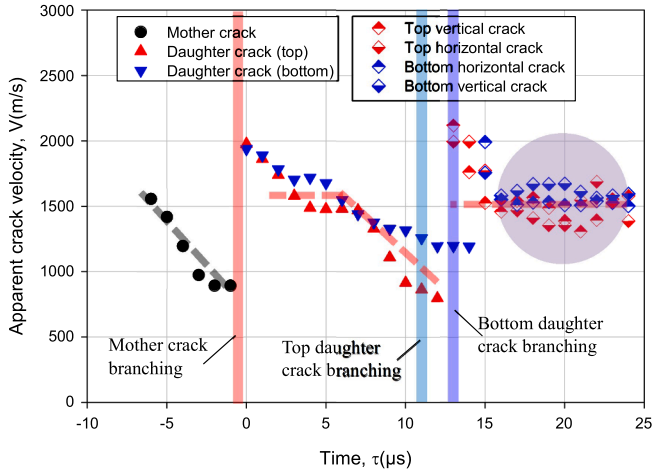 3000
2500
2000
1500
1000
500
0
Apparent crack velocity, V(m/s)
Mother crack
Daughter crack (top)
Daughter crack (bottom)
Top vertical crack
Top horizontal crack
Bottom horizontal crack
Bottom vertical crack
Mother crack
branching
Top daughter
crack branching
Bottom daughter
crack branching
-10 -5 0 5 10 15 20 25
Time, τ(μs)